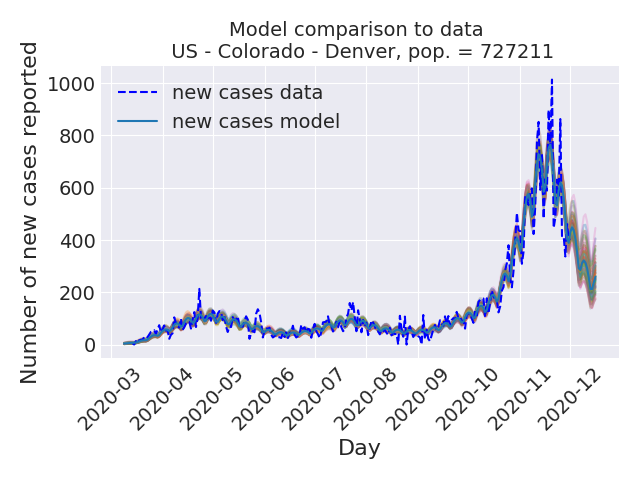 Model comparison to data
US - Colorado - Denver, pop. = 727211
Number of new cases reported
1000
800
600
400
200
0
new cases data
new cases model
2020-03
2020-04
2020-05
2020-06
2020-07
2020-08
2020-09
2020-10
2020-11
2020-12
Day